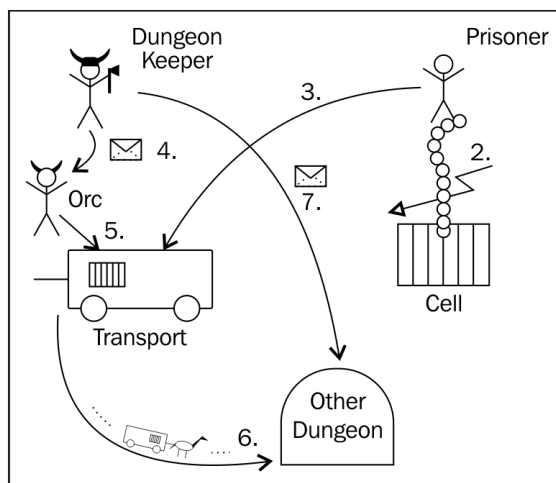 Dungeon
Keeper
Prisoner
3.
4.
2.
7.
Orc
5.
Cell
Transport
Other
Dungeon
6.